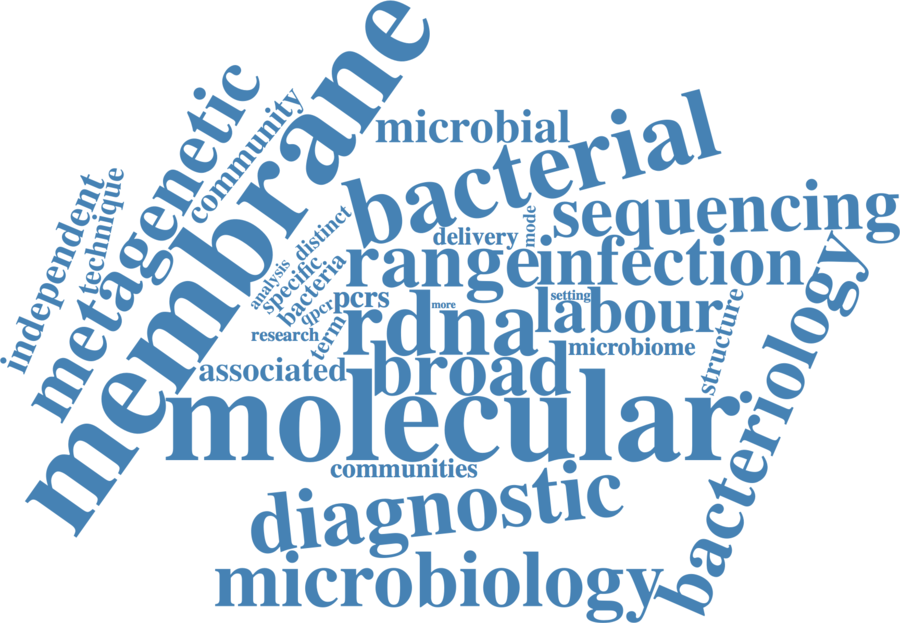 membrane
metagenetic
community
independent
technique
microbial
bacterial
sequencing
distinct
delivery
mode
analysis
specific
bacteria
range
infection
qpcr
pcrs
more
setting
labour
rdna
term
research
microbiome
structure
associated
broad
molecular
bacteriology
communities
diagnostic
microbiology